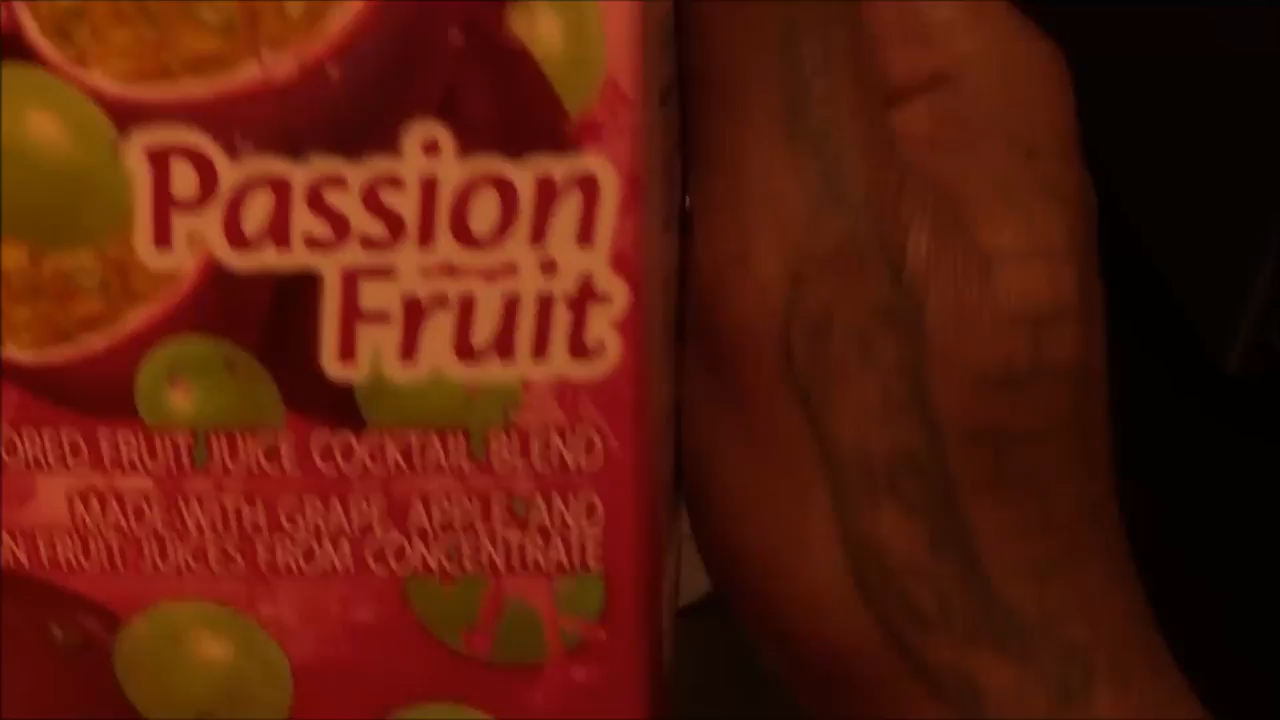 Passion
Fruit
ORED FRUIT JUICE COCKTAIL BLEND
MADE WITH GRAPE, APPLE AND
N FRUIT JUICES FROM CONCENTRATE